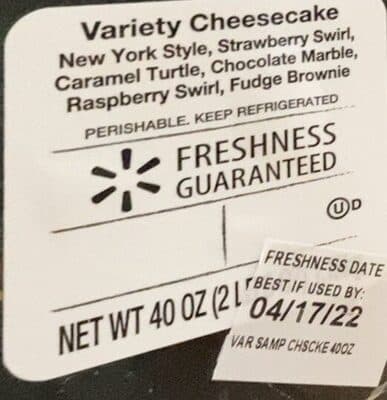 Variety Cheesecake
New York Style, Strawberry Swirl,
Caramel Turtle, Chocolate Marble,
Raspberry Swirl, Fudge Brownie
PERISHABLE. KEEP REFRIGERATED
FRESHNESS
GUARANTEED
U D
NET WT 40 OZ (2 L
FRESHNESS DATE
BEST IF USED BY:
04/17/22
VAR SAMP CHSCKE 40OZ